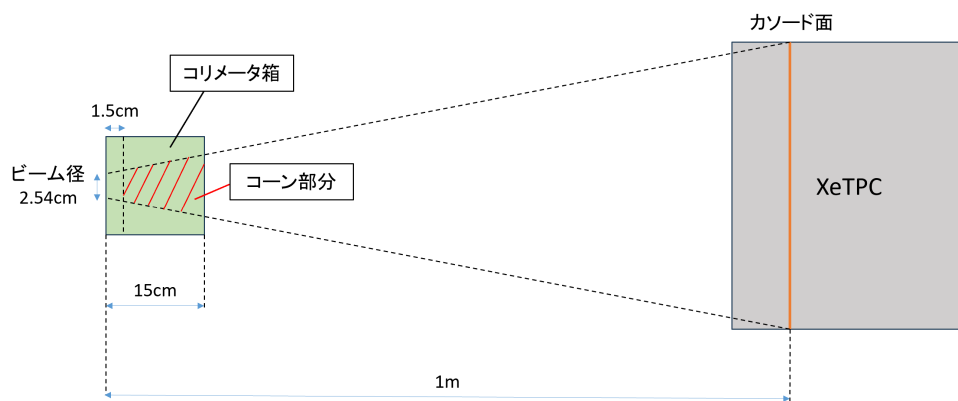 カソード面
コリメータ箱
1.5cm
ビーム径
2.54cm
コーン部分
XeTPC
15cm
1m